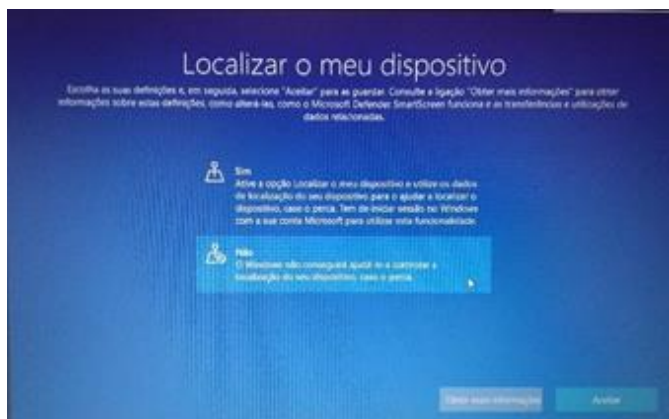 Localizar o meu dispositivo
Escolha as suas definições e, em seguida, selecione "Aceitar" para as guardar. Consulte a ligação "Obter mais informações" para obter
informações sobre estas definições, como alterá-las, como o Microsoft Defender SmartScreen funciona e as transferências e utilizações de
dados relacionadas.
Sim
Ative a opção Localizar o meu dispositivo e utilize os dados
de localização do seu dispositivo para o ajudar a localizar o
dispositivo, caso o perca. Tem de iniciar sessão no Windows
com a sua conta Microsoft para utilizar esta funcionalidade.
Não
O Windows não conseguirá ajudá-lo a controlar a
localização do seu dispositivo, caso o perca.
Obter mais informações
Aceitar